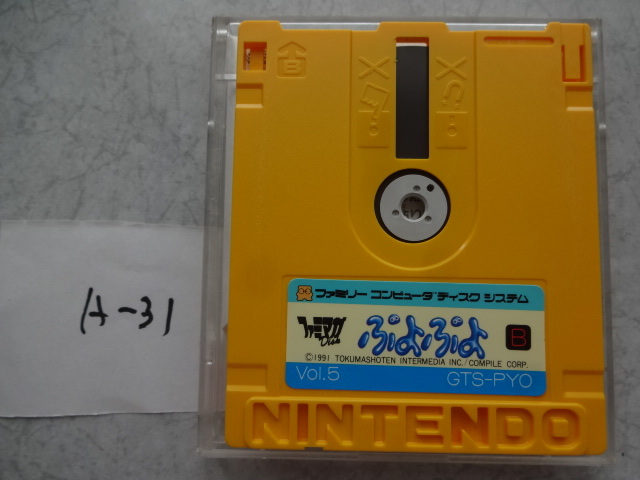 B
ファミリー コンピュータ ディスク システム
ファミマガ
Disc
ぷよぷよ
B
©1991 TOKUMASHOTEN INTERMEDIA INC./COMPILE CORP.
Vol.5
GTS-PYO
NINTENDO
A-31